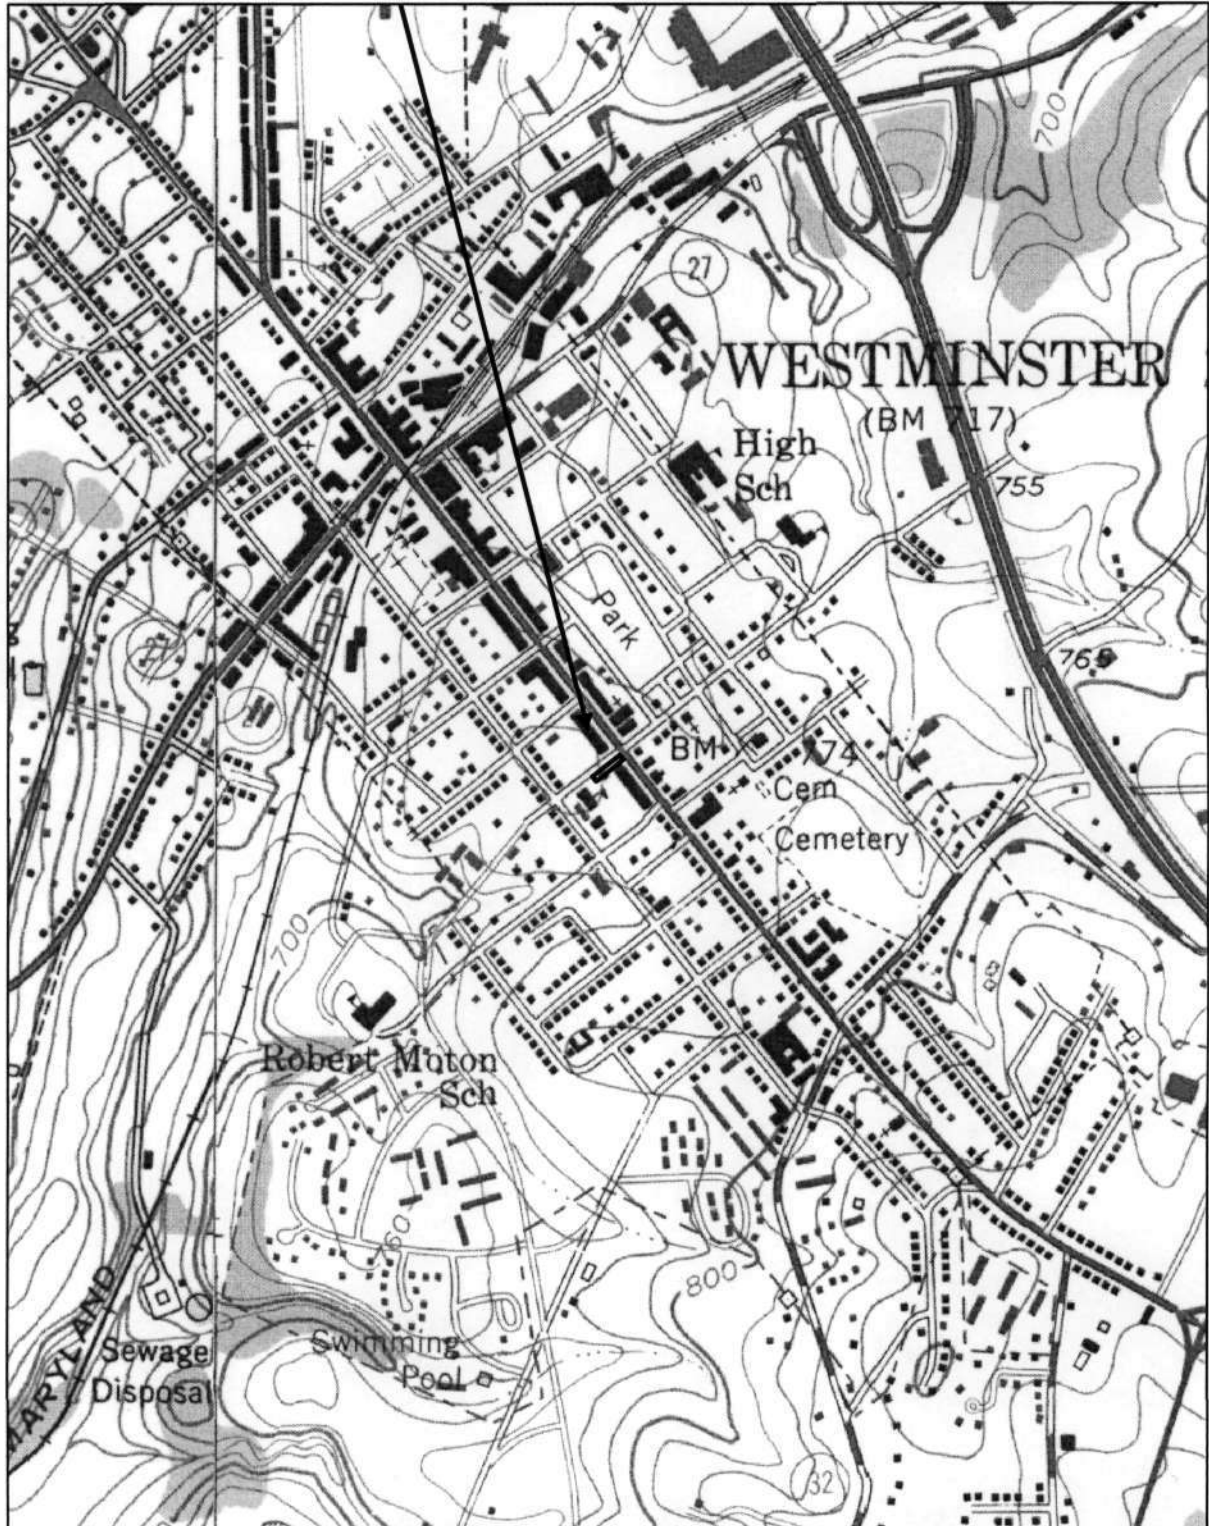 700
27
WESTMINSTER
(BM 717)
High
Sch
755
Park
765
BM
774
Cem
Cemetery
700
Robert Moton
Sch
760
800
MARYLAND
Sewage
Disposal
Swimming
Pool
32